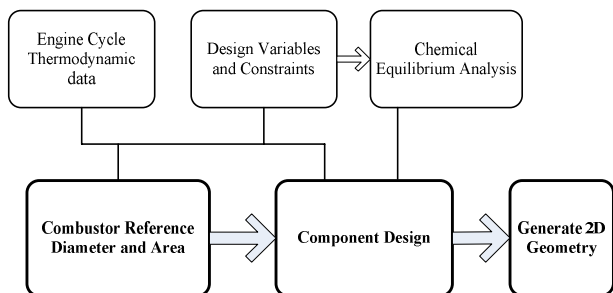 Engine Cycle
Thermodynamic
data
Design Variables
and Constraints
Chemical
Equilibrium Analysis
Combustor Reference
Diameter and Area
Component Design
Generate 2D
Geometry